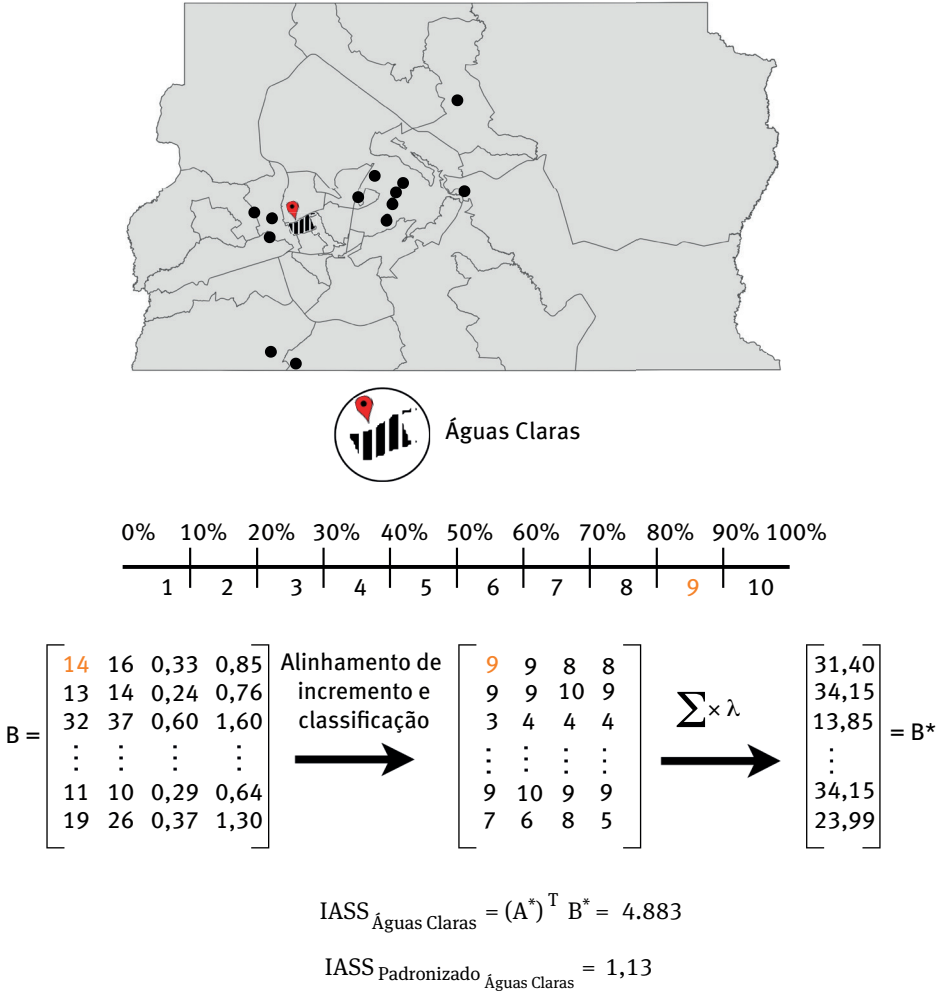 Águas Claras
0% 10% 20% 30% 40% 50% 60% 70% 80% 90% 100%
1 2 3 4 5 6 7 8 9 10
B =
14 16 0,33 0,85
13 14 0,24 0,76
32 37 0,60 1,60
⋮ ⋮ ⋮ ⋮
11 10 0,29 0,64
19 26 0,37 1,30
Alinhamento de
incremento e
classificação
9 9 8 8
9 9 10 9
3 4 4 4
⋮ ⋮ ⋮ ⋮
9 10 9 9
7 6 8 5
∑ × λ
31,40
34,15
13,85
⋮
34,15
23,99
= B*
IASS Águas Claras = (A*)T B* = 4.883
IASS Padronizado Águas Claras = 1,13